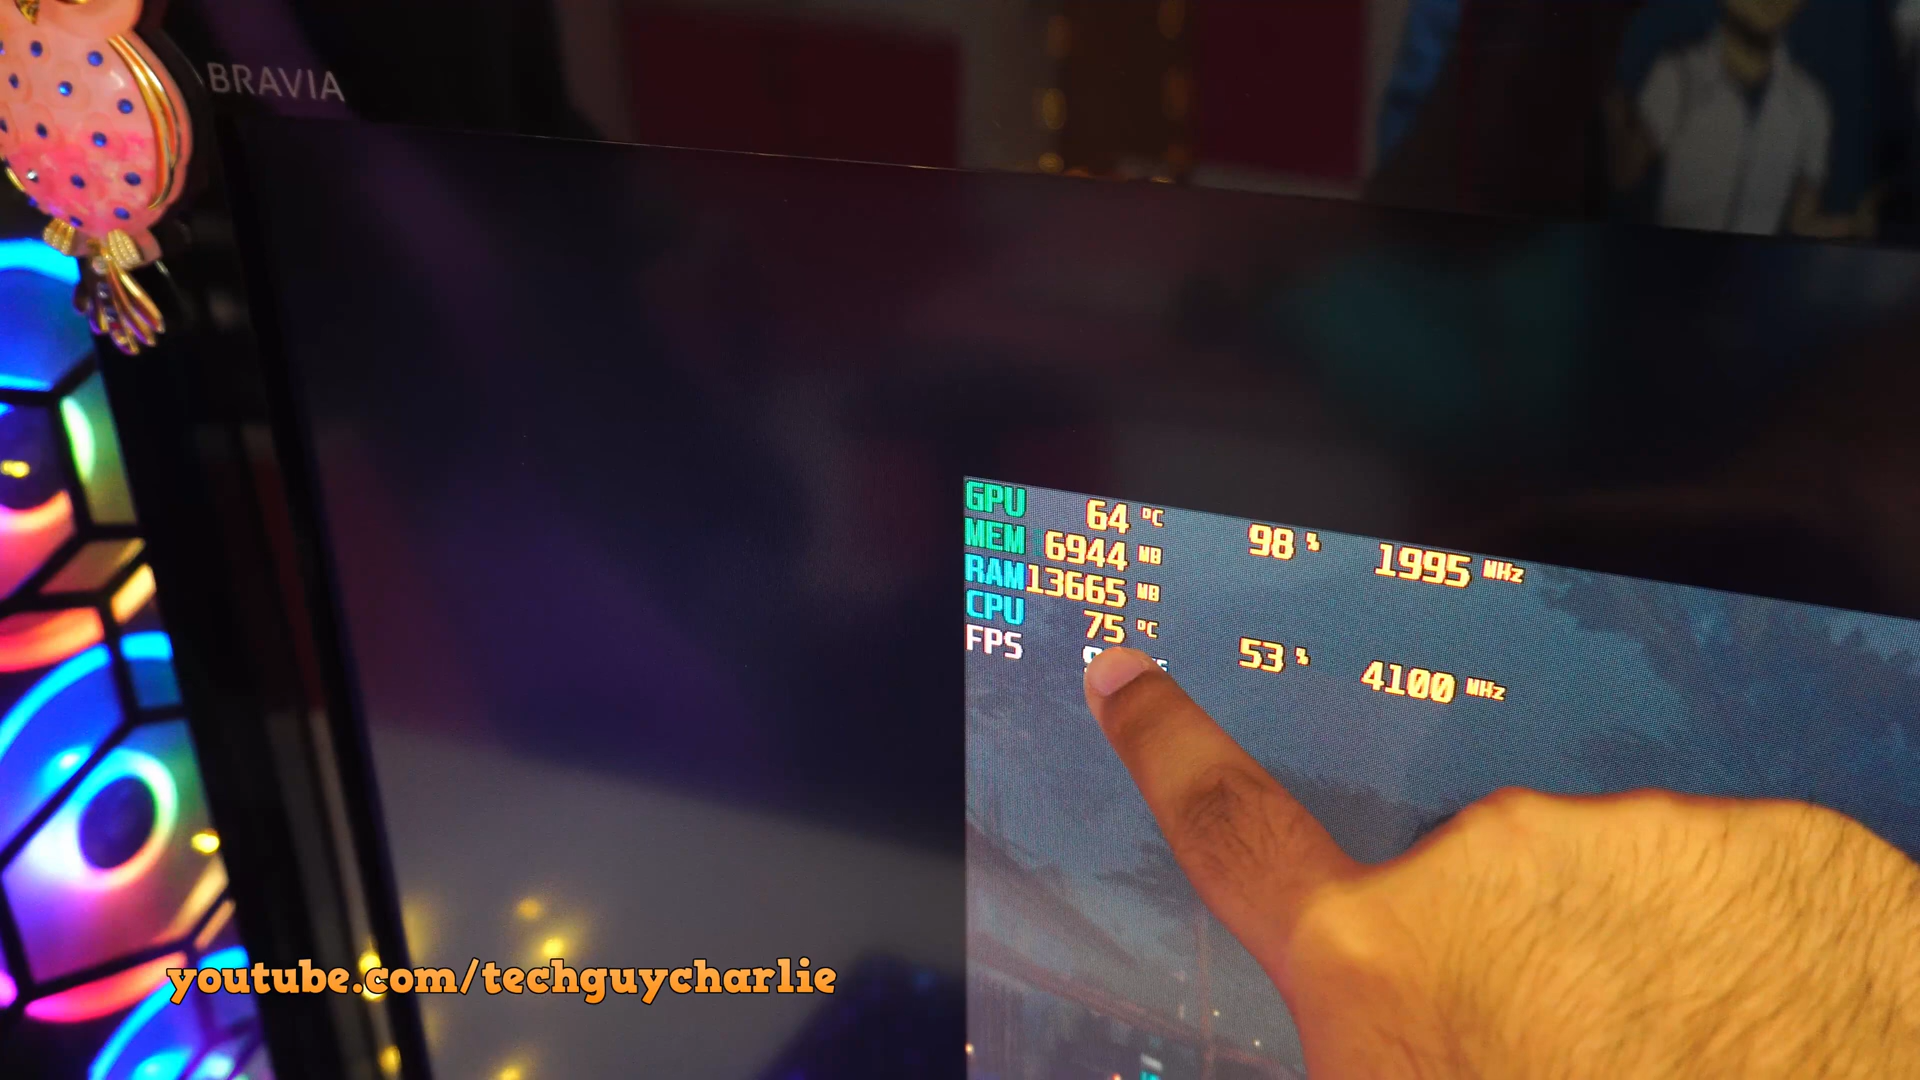 BRAVIA
GPU 64 °C 98 % 1995 MHz
MEM 6944 MB
RAM 13665 MB
CPU 75 °C 53 % 4100 MHz
FPS
youtube.com/techguycharlie